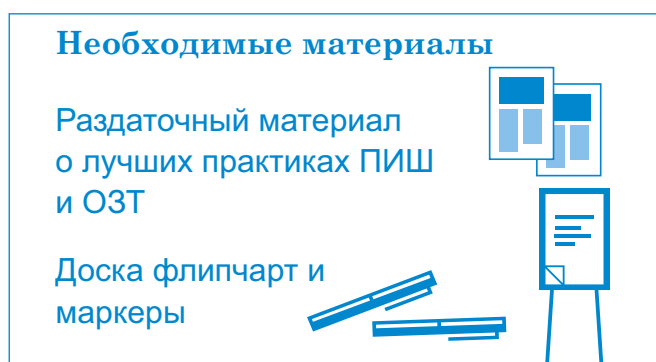 Необходимые материалы
Раздаточный материал
о лучших практиках ПИШ
и ОЗТ
Доска флипчарт и
маркеры